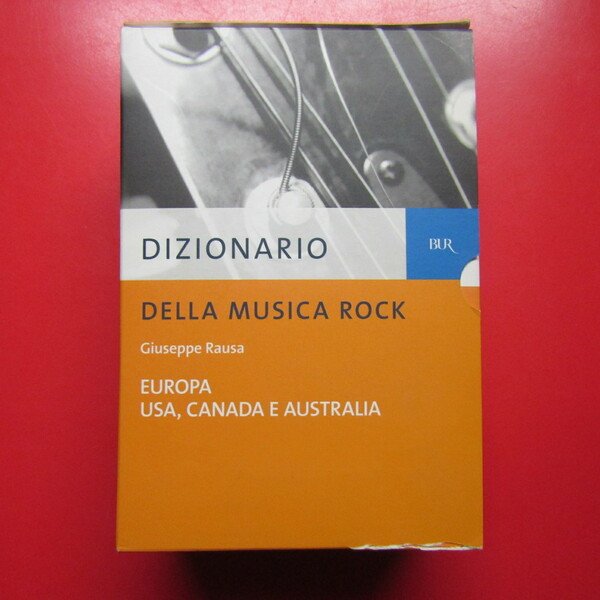 DIZIONARIO
BUR
DELLA MUSICA ROCK
Giuseppe Rausa
EUROPA
USA, CANADA E AUSTRALIA